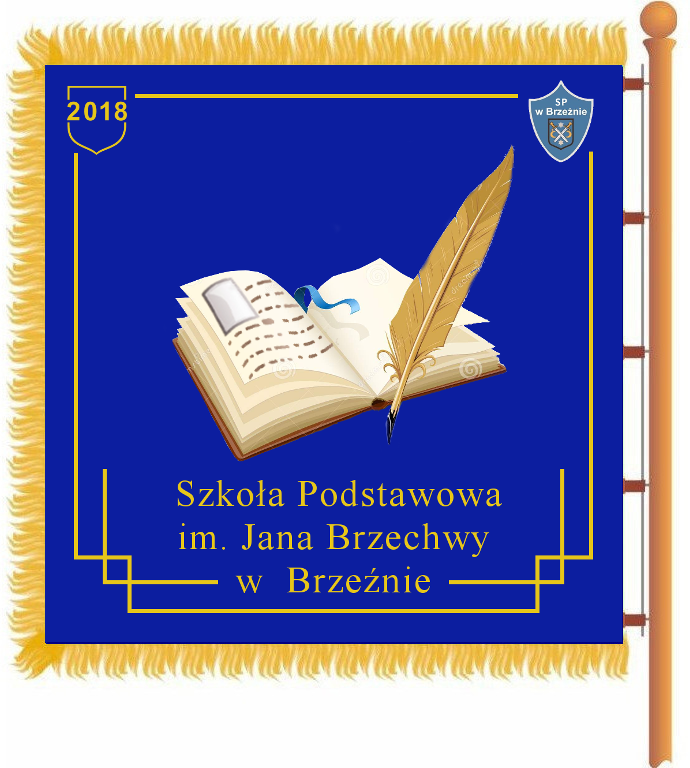 2018
SP
w Brzeźnie
Szkoła Podstawowa
im. Jana Brzechwy
w Brzeźnie